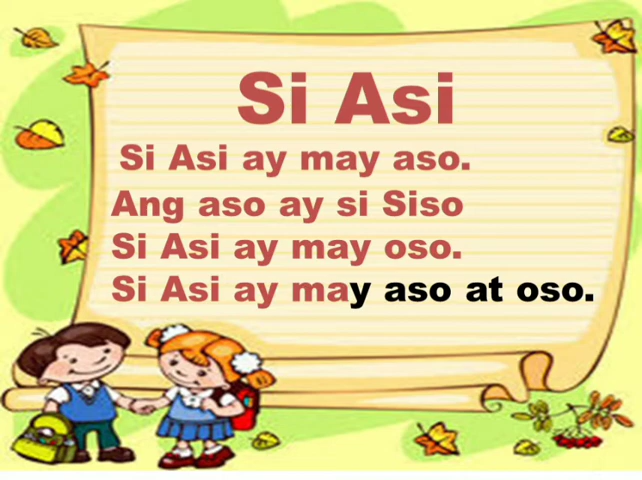 Si Asi
Si Asi ay may aso.
Ang aso ay si Siso
Si Asi ay may oso.
Si Asi ay may aso at oso.